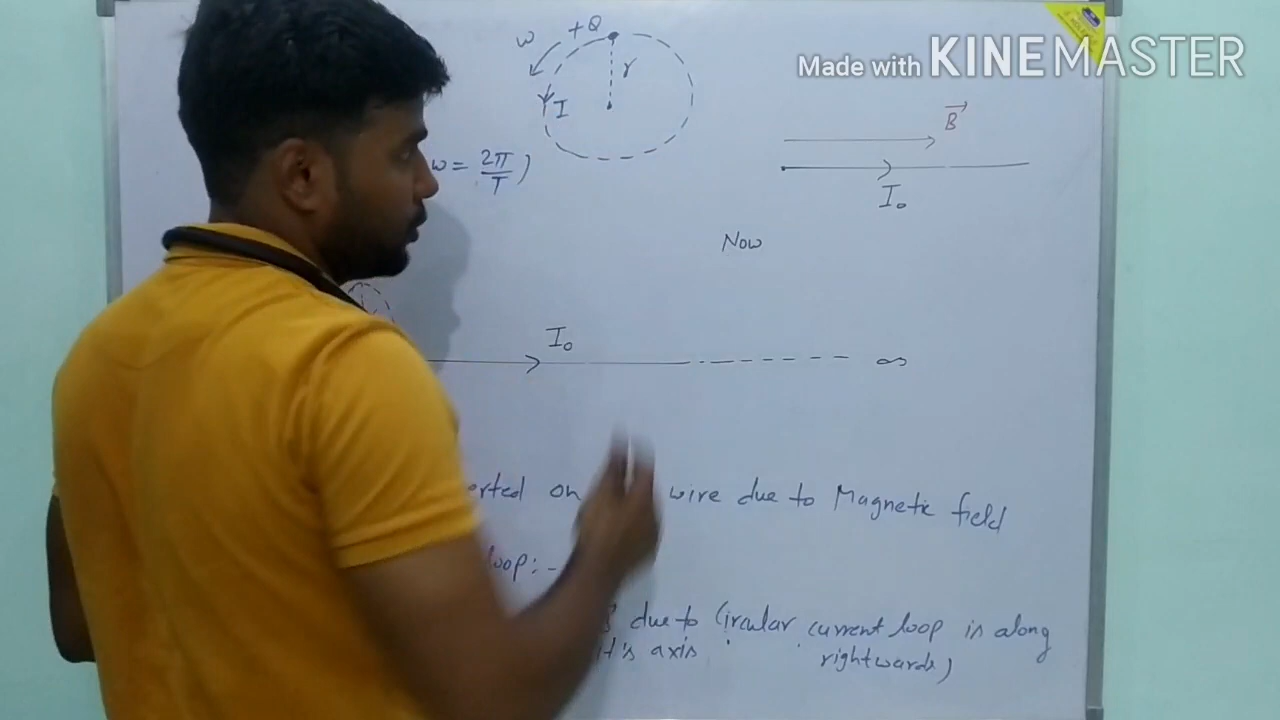 Made with KINEMASTER
ω +Q
r
I
ω = 2π/T)
B⃗
I₀
Now
I₀
∞
erted on wire due to Magnetic field
loop:-
due to Circular current loop is along
it's axis rightwards)